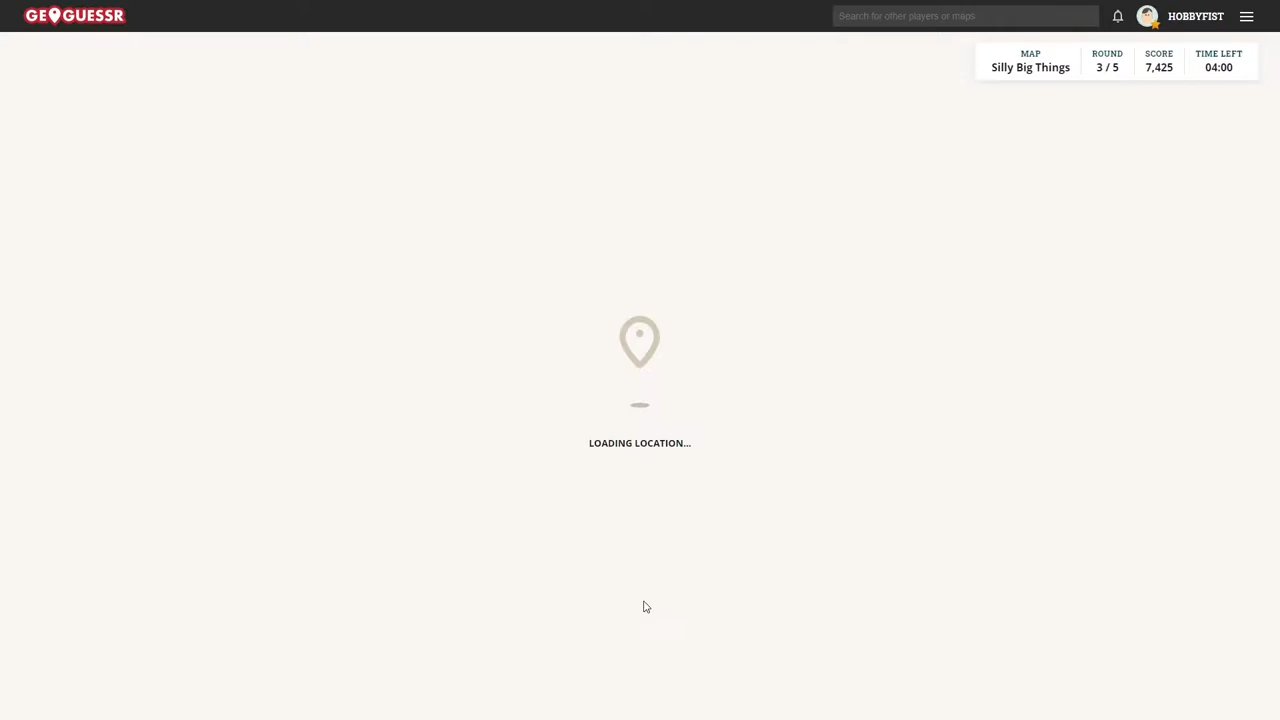 GEOGUESSR
Search for other players or maps
HOBBYFIST
MAP ROUND SCORE TIME LEFT
Silly Big Things 3 / 5 7,425 04:00
LOADING LOCATION...